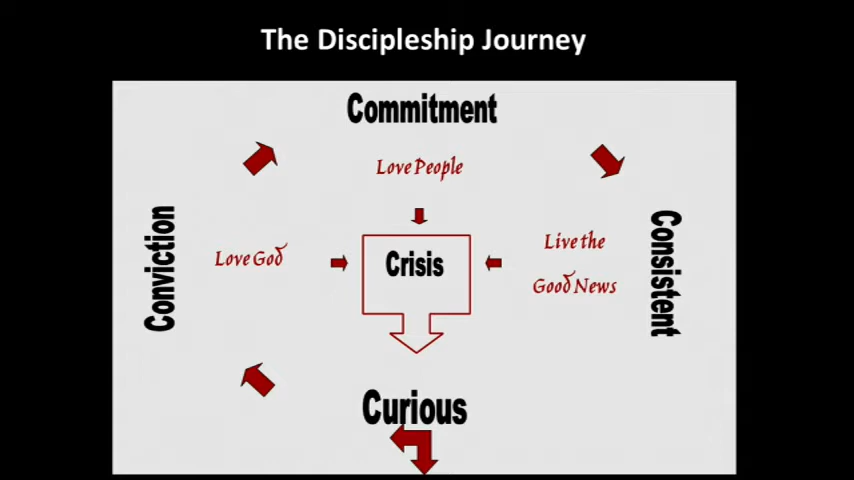 The Discipleship Journey
Commitment
Love People
Conviction
Love God
Crisis
Live the
Good News
Consistent
Curious